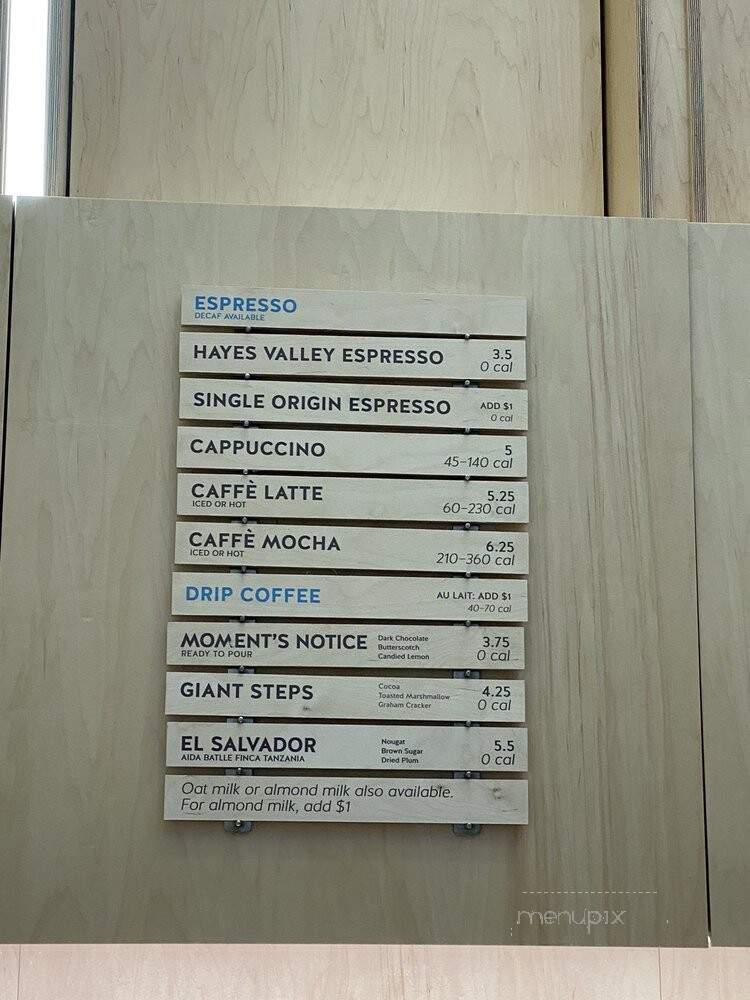 ESPRESSO
DECAF AVAILABLE
HAYES VALLEY ESPRESSO 3.5
0 cal
SINGLE ORIGIN ESPRESSO ADD $1
0 cal
CAPPUCCINO 5
45–140 cal
CAFFÈ LATTE 5.25
ICED OR HOT 60–230 cal
CAFFÈ MOCHA 6.25
ICED OR HOT 210–360 cal
DRIP COFFEE AU LAIT: ADD $1
40–70 cal
MOMENT'S NOTICE Dark Chocolate 3.75
READY TO POUR Butterscotch 0 cal
Candied Lemon
GIANT STEPS Cocoa 4.25
Toasted Marshmallow 0 cal
Graham Cracker
EL SALVADOR Nougat 5.5
AIDA BATLLE FINCA TANZANIA Brown Sugar 0 cal
Dried Plum
Oat milk or almond milk also available.
For almond milk, add $1
menupix